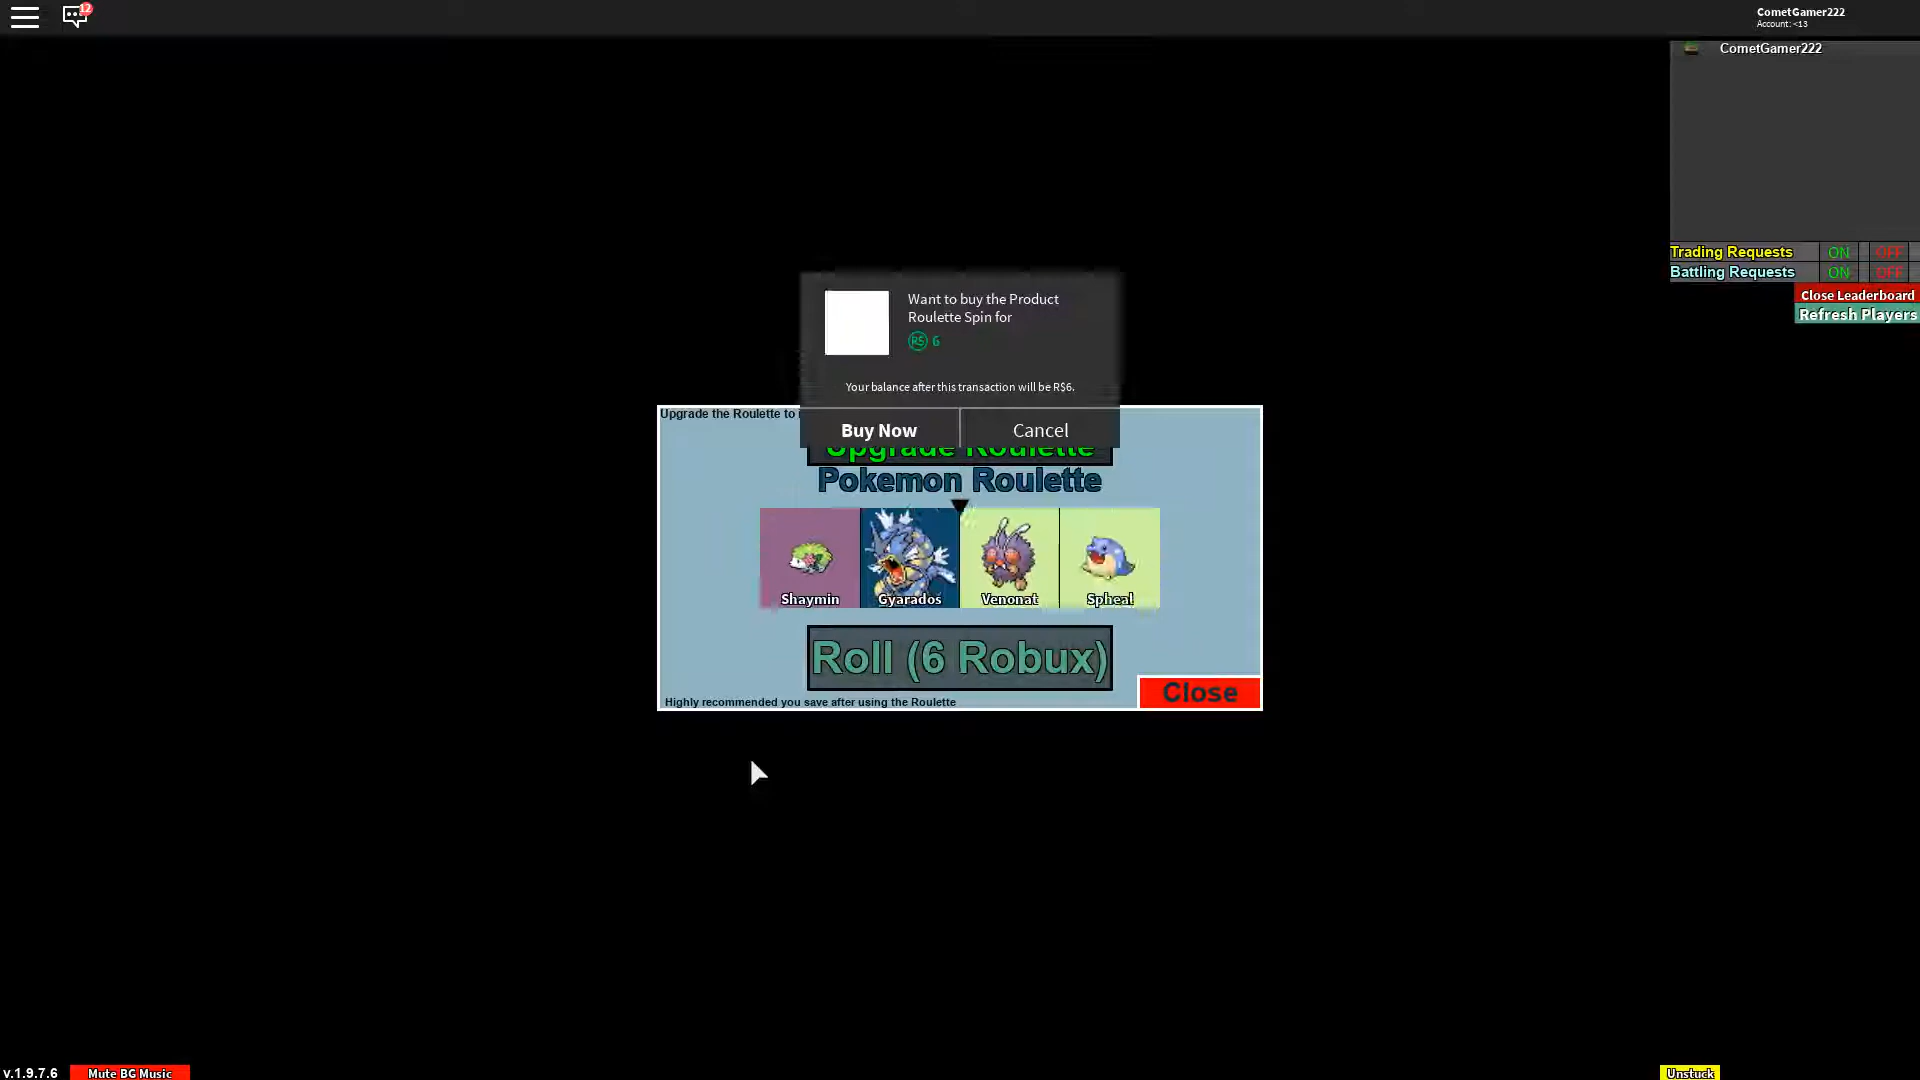 12
CometGamer222
Account: <13
CometGamer222
Trading Requests ON OFF
Battling Requests ON OFF
Close Leaderboard
Refresh Players
Want to buy the Product
Roulette Spin for
R$ 6
Your balance after this transaction will be R$6.
Buy Now Cancel
Upgrade the Roulette to
Upgrade Roulette
Pokemon Roulette
Shaymin Gyarados Venonat Spheal
Roll (6 Robux)
Close
Highly recommended you save after using the Roulette
v.1.9.7.6 Mute BG Music Unstuck